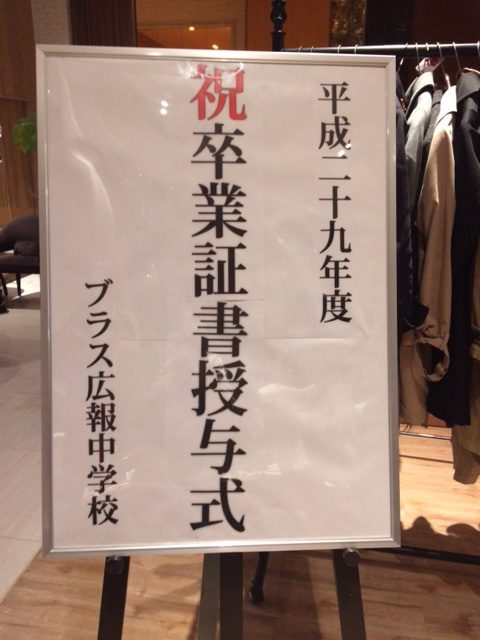 平成二十九年度
祝卒業証書授与式
ブラス広報中学校